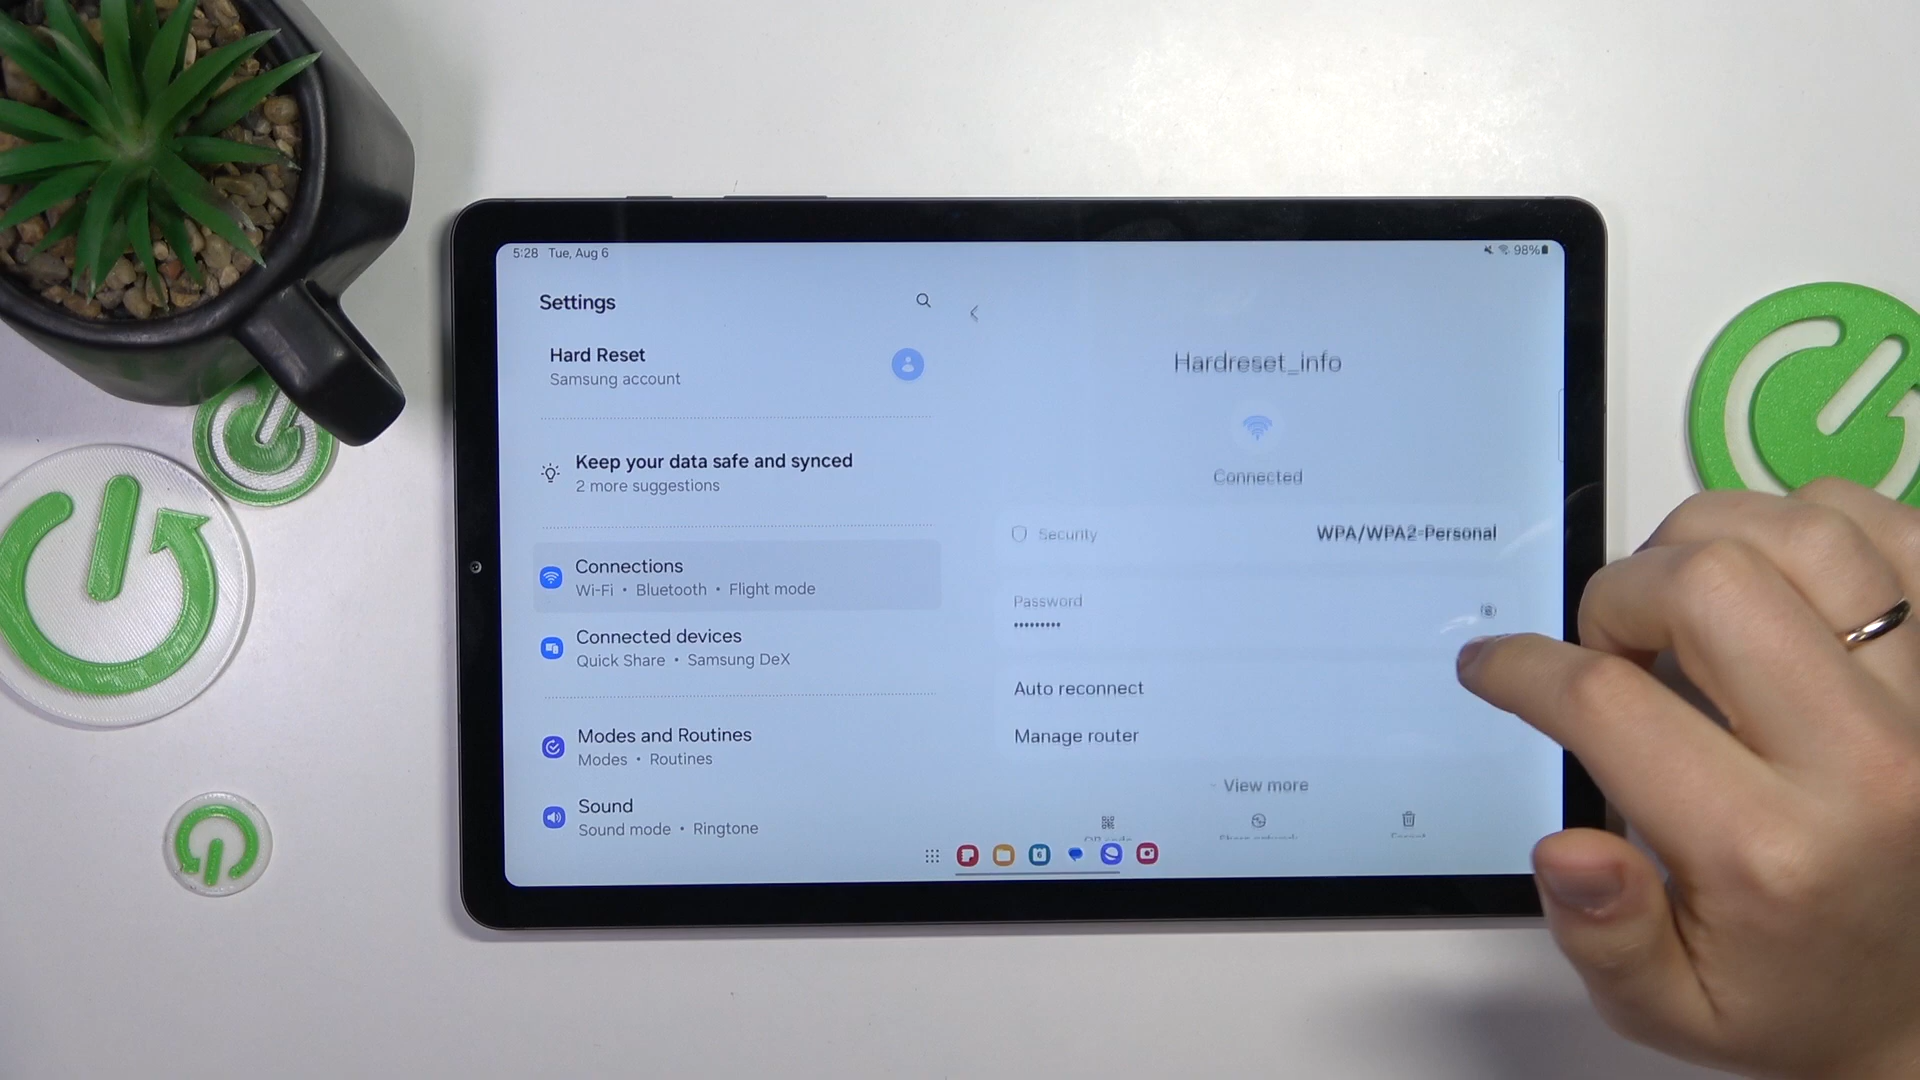 5:28 Tue, Aug 6
98%
Settings
Hard Reset
Samsung account
Keep your data safe and synced
2 more suggestions
Connections
Wi-Fi • Bluetooth • Flight mode
Connected devices
Quick Share • Samsung DeX
Modes and Routines
Modes • Routines
Sound
Sound mode • Ringtone
Hardreset_info
Connected
Security
WPA/WPA2-Personal
Password
•••••••••
Auto reconnect
Manage router
View more